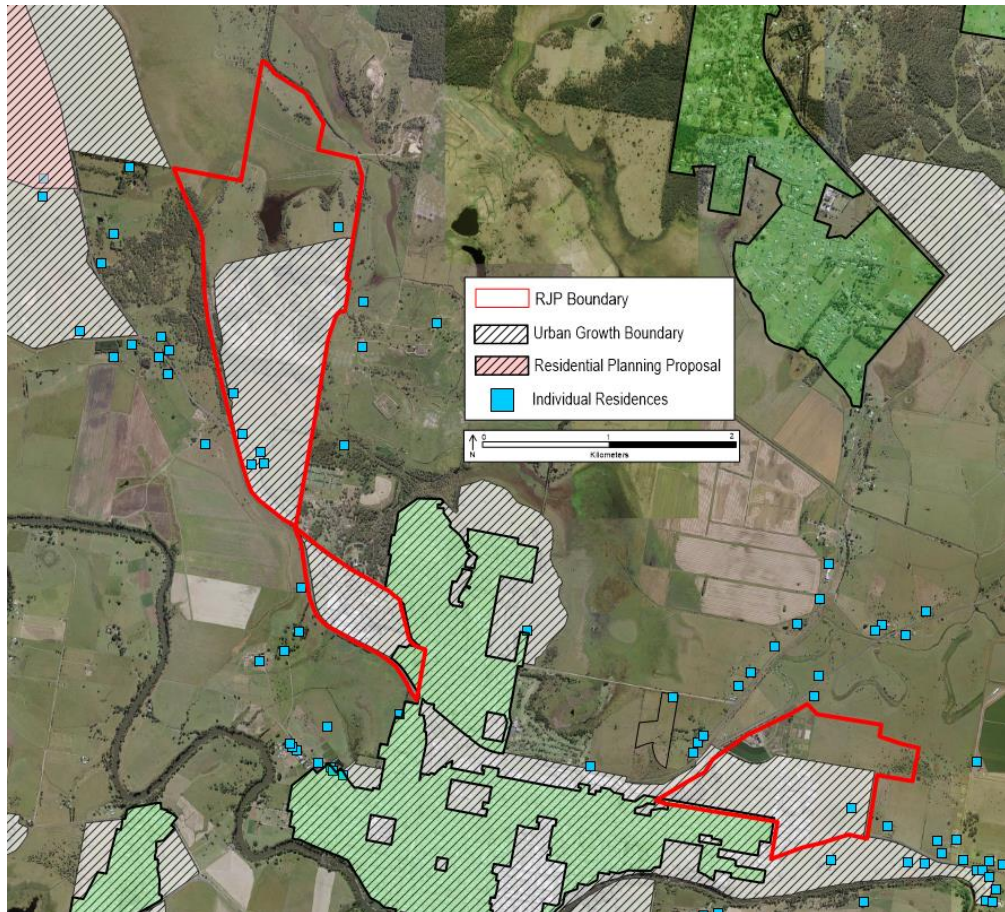 RJP Boundary
Urban Growth Boundary
Residential Planning Proposal
Individual Residences
0 1 2
N Kilometers